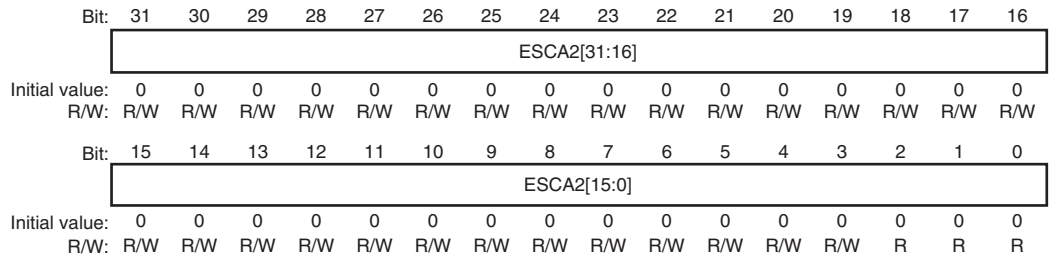 Bit: 31 30 29 28 27 26 25 24 23 22 21 20 19 18 17 16
ESCA2[31:16]
Initial value: 0 0 0 0 0 0 0 0 0 0 0 0 0 0 0 0
R/W: R/W R/W R/W R/W R/W R/W R/W R/W R/W R/W R/W R/W R/W R/W R/W R/W
Bit: 15 14 13 12 11 10 9 8 7 6 5 4 3 2 1 0
ESCA2[15:0]
Initial value: 0 0 0 0 0 0 0 0 0 0 0 0 0 0 0 0
R/W: R/W R/W R/W R/W R/W R/W R/W R/W R/W R/W R/W R/W R/W R R R